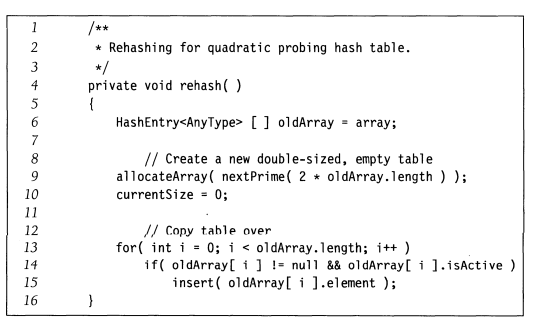 1 /**
2 * Rehashing for quadratic probing hash table.
3 */
4 private void rehash( )
5 {
6 HashEntry<AnyType> [ ] oldArray = array;
7
8 // Create a new double-sized, empty table
9 allocateArray( nextPrime( 2 * oldArray.length ) );
10 currentSize = 0;
11
12 // Copy table over
13 for( int i = 0; i < oldArray.length; i++ )
14 if( oldArray[ i ] != null && oldArray[ i ].isActive )
15 insert( oldArray[ i ].element );
16 }